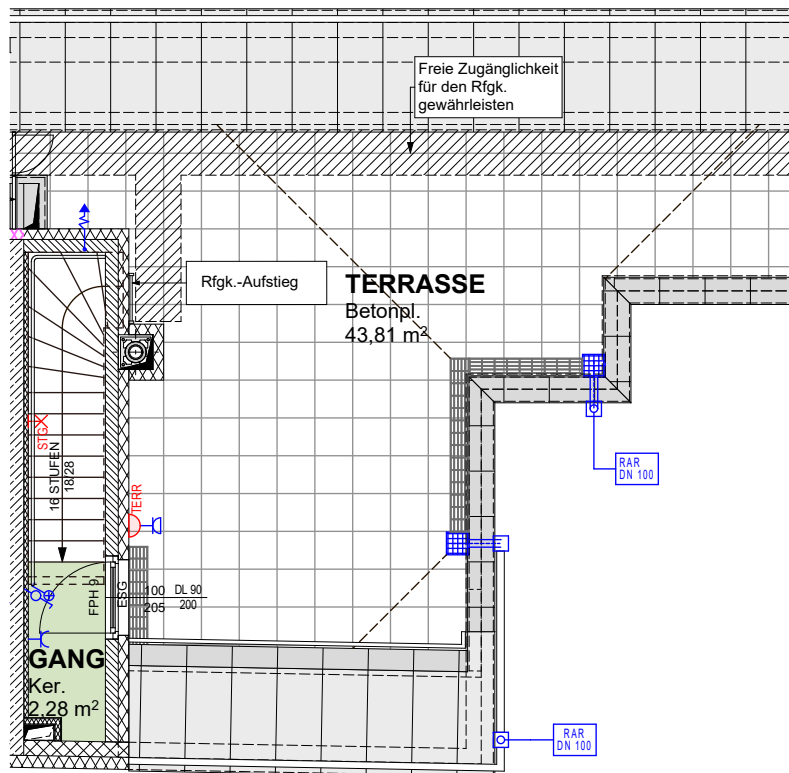 Freie Zugänglichkeit
für den Rfgk.
gewährleisten
Rfgk.-Aufstieg
TERRASSE
Betonpl.
43,81 m²
STG
16 STUFEN
18/28
TERR
RAR
DN 100
FPH 9
ESG
100
205
DL 90
200
GANG
Ker.
2,28 m²
RAR
DN 100